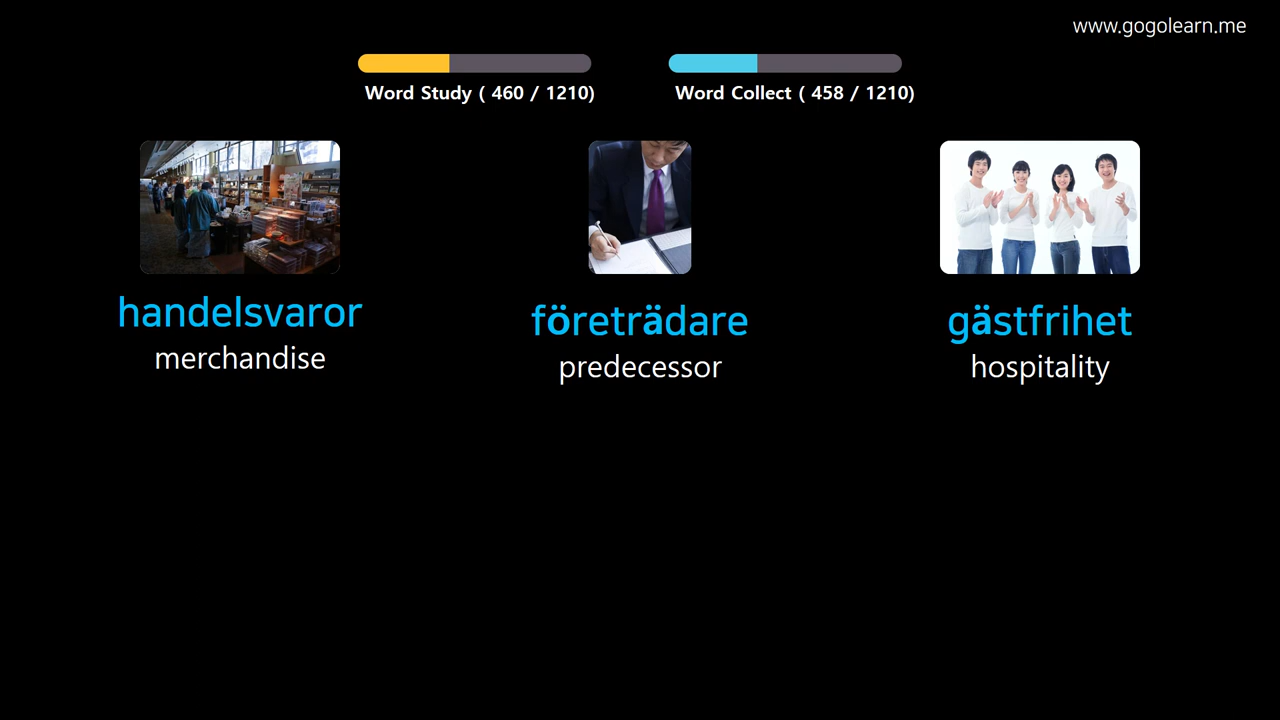 www.gogolearn.me
Word Study ( 460 / 1210)
Word Collect ( 458 / 1210)
handelsvaror
merchandise
företrädare
predecessor
gästfrihet
hospitality